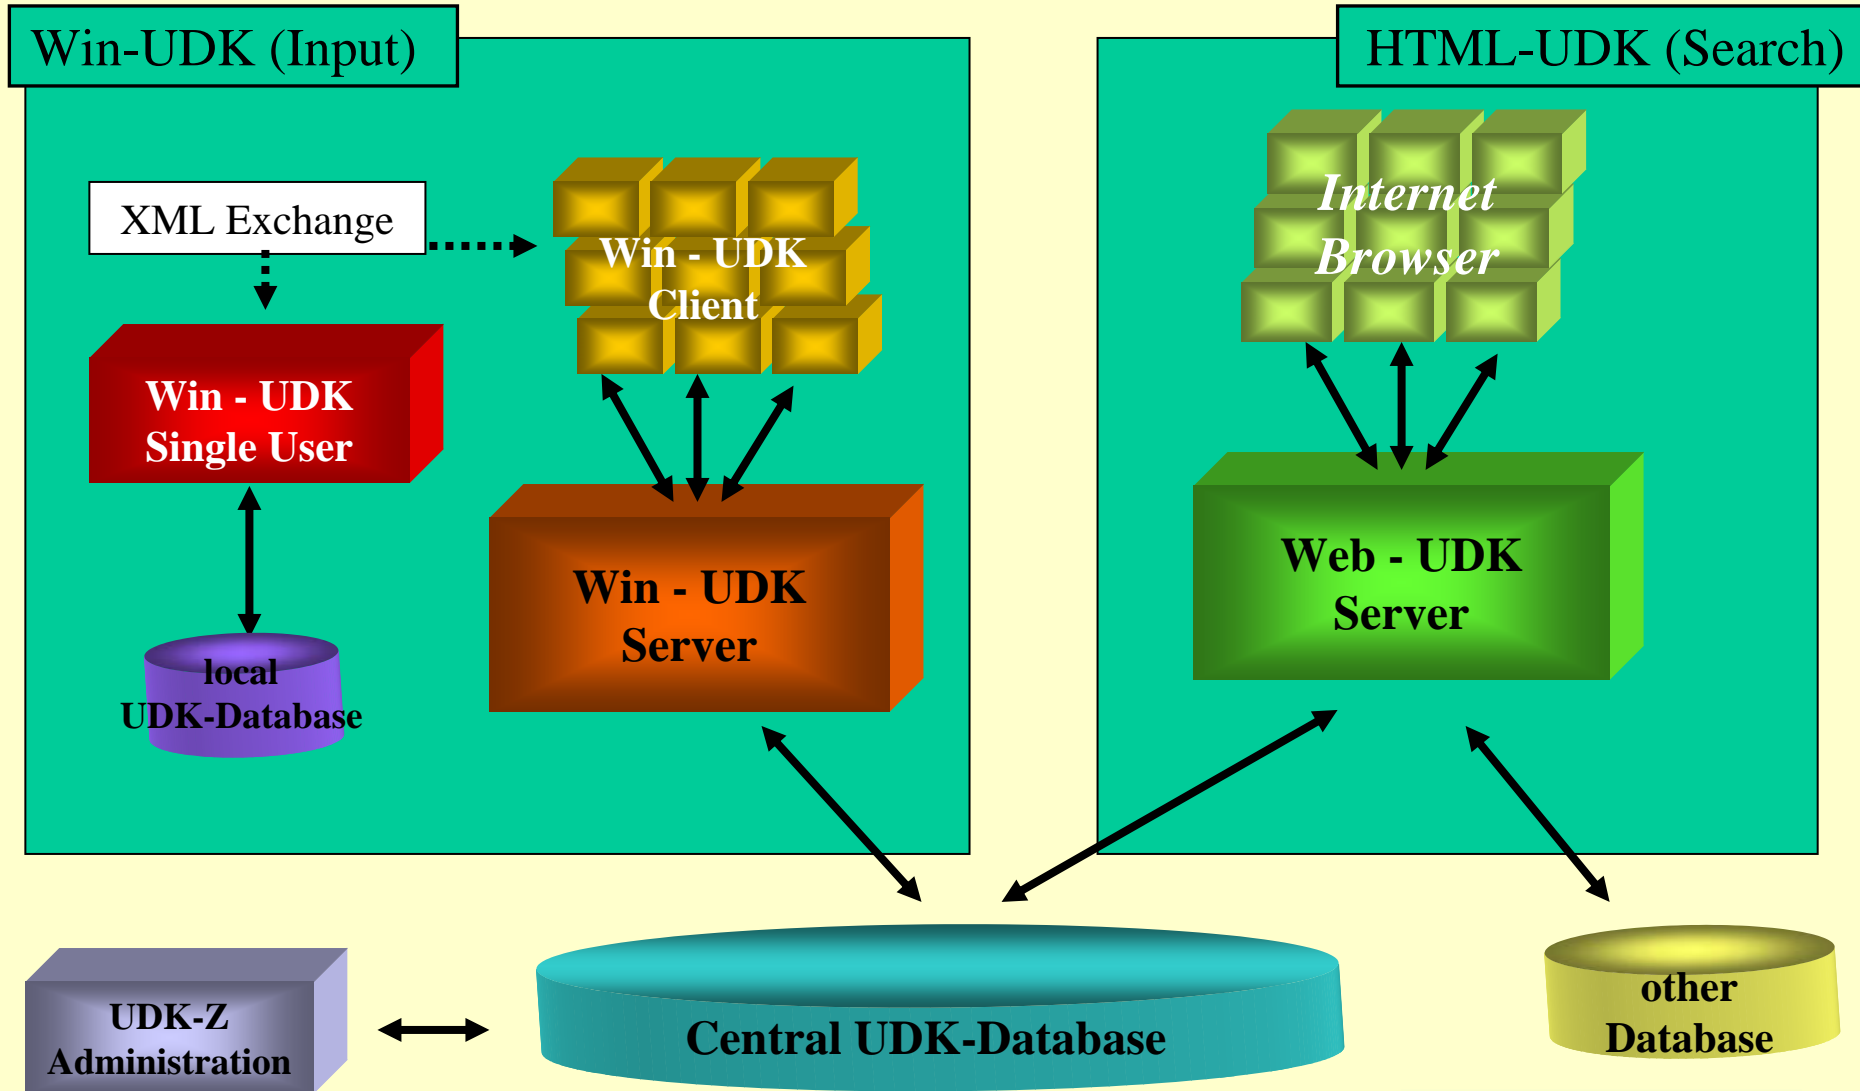 Win-UDK (Input)
HTML-UDK (Search)
XML Exchange
Win - UDK
Client
Internet
Browser
Win - UDK
Single User
Win - UDK
Server
Web - UDK
Server
local
UDK-Database
UDK-Z
Administration
Central UDK-Database
other
Database